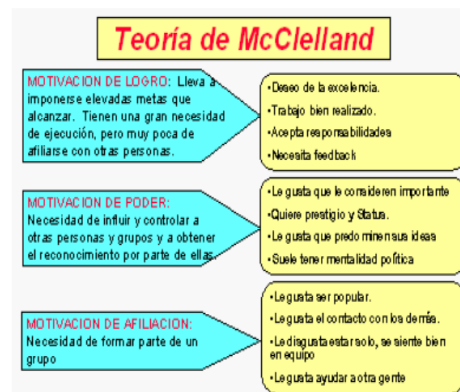 Teoría de McClelland
MOTIVACION DE LOGRO: Lleva a
imponerse elevadas metas que
alcanzar. Tienen una gran necesidad
de ejecución, pero muy poca de
afiliarse con otras personas.
•Deseo de la excelencia.
•Trabajo bien realizado.
•Acepta responsabilidades
•Necesita feedback
MOTIVACION DE PODER:
Necesidad de influir y controlar a
otras personas y grupos y a obtener
el reconocimiento por parte de ellas.
•Le gusta que le consideren importante
•Quiere prestigio y Status.
•Le gusta que predominen sus ideas
•Suele tener mentalidad política
MOTIVACION DE AFILIACION:
Necesidad de formar parte de un
grupo
•Le gusta ser popular.
•Le gusta el contacto con los demás.
•Le disgusta estar solo, se siente bien
en equipo
•Le gusta ayudar a otra gente